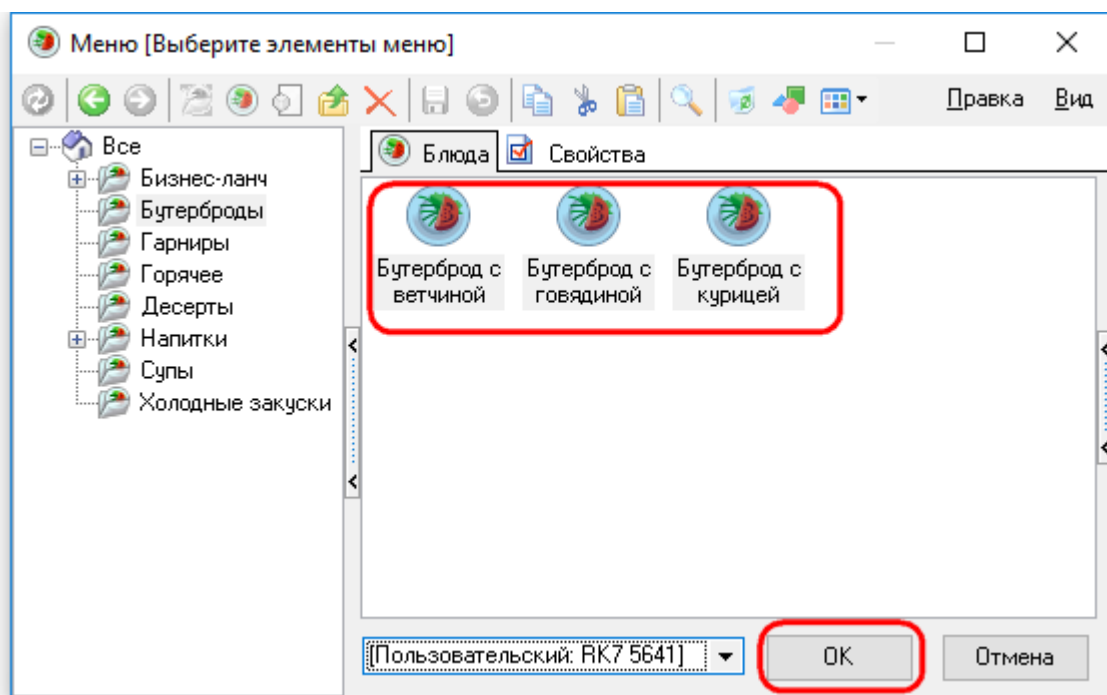 Меню [Выберите элементы меню]
Правка Вид
Все
Бизнес-ланч
Бутерброды
Гарниры
Горячее
Десерты
Напитки
Супы
Холодные закуски
Блюда Свойства
Бутерброд с ветчиной
Бутерброд с говядиной
Бутерброд с курицей
[Пользовательский: RK7 5641]
OK
Отмена